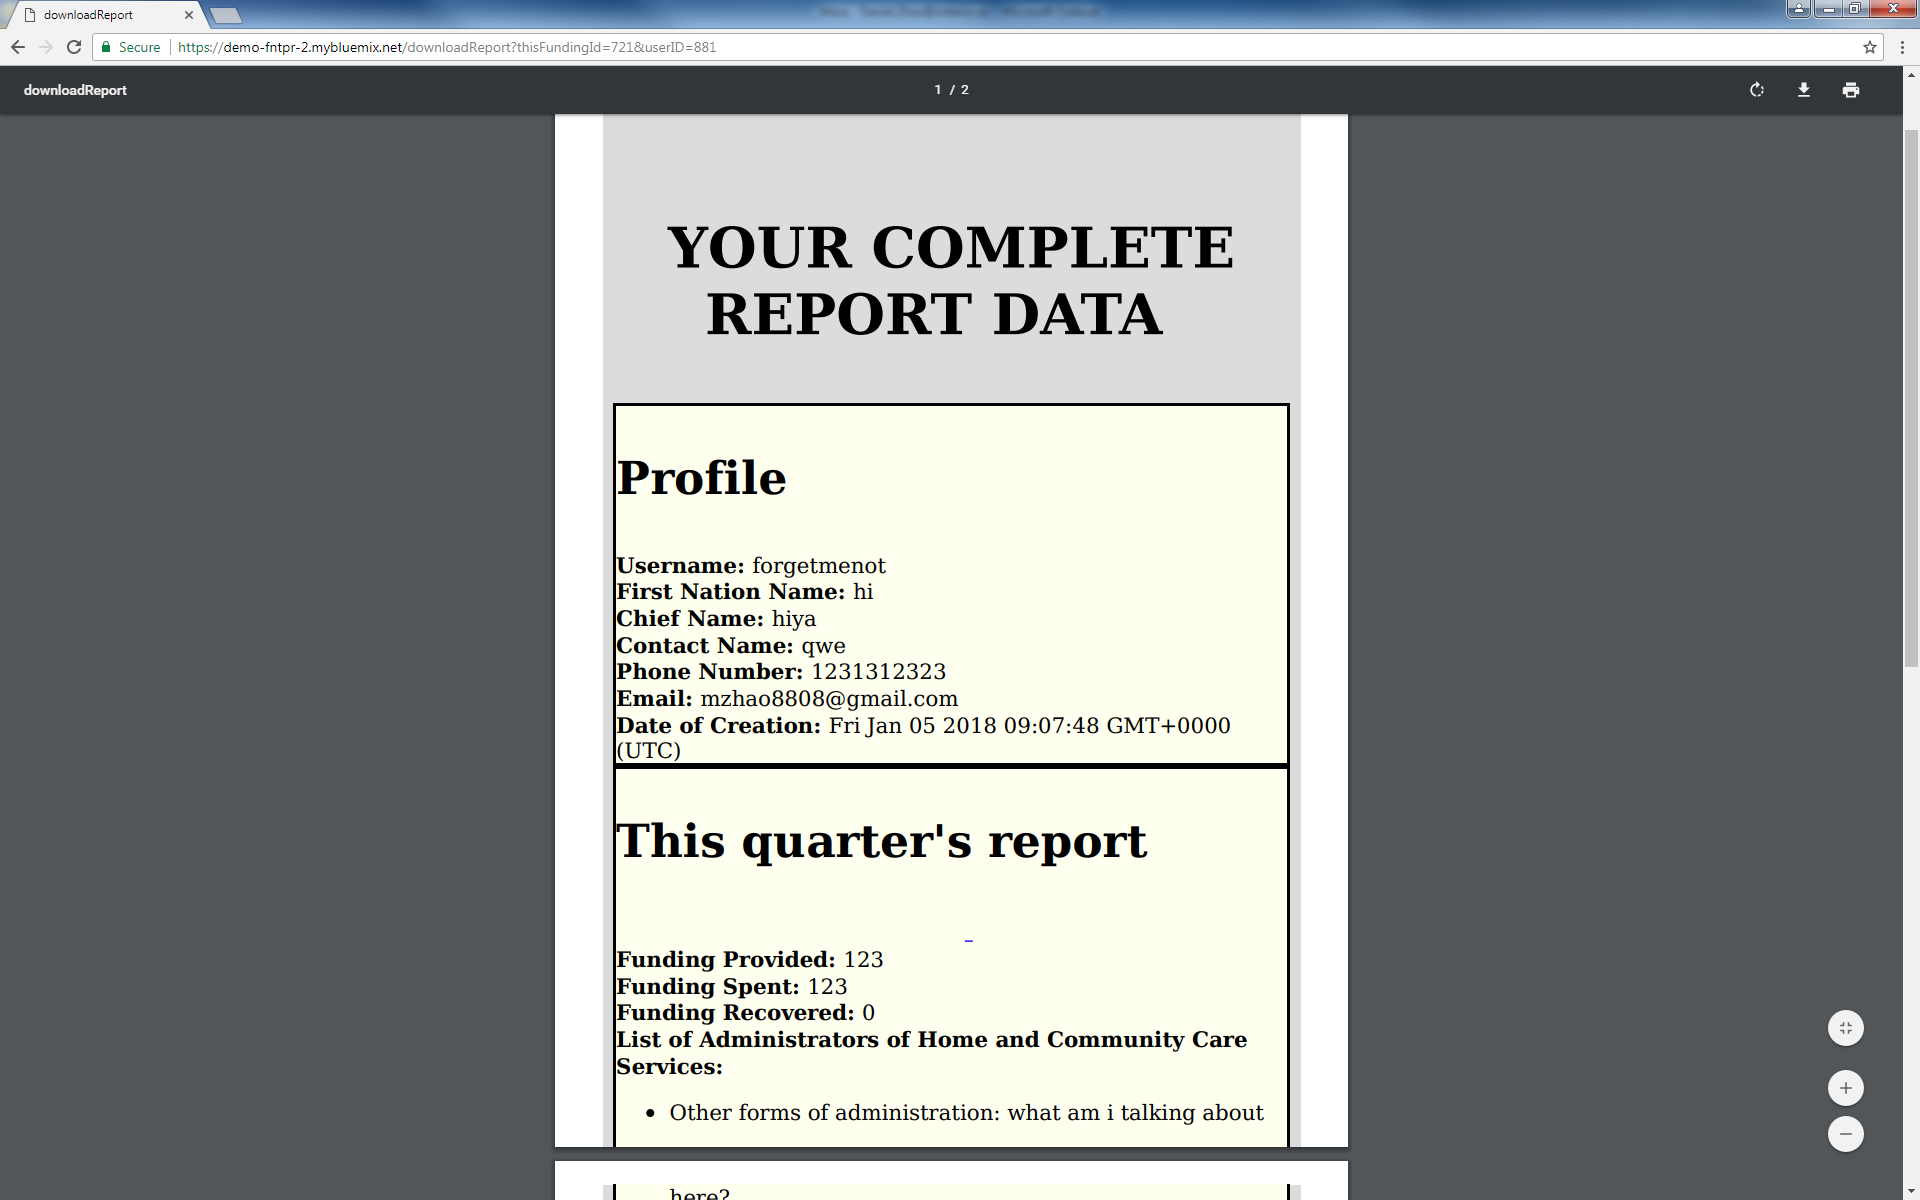 downloadReport
Secure https://demo-fntpr-2.mybluemix.net/downloadReport?thisFundingId=721&userID=881
downloadReport
1 / 2
YOUR COMPLETE
REPORT DATA
Profile
Username: forgetmenot
First Nation Name: hi
Chief Name: hiya
Contact Name: qwe
Phone Number: 1231312323
Email: mzhao8808@gmail.com
Date of Creation: Fri Jan 05 2018 09:07:48 GMT+0000
(UTC)
This quarter's report
Funding Provided: 123
Funding Spent: 123
Funding Recovered: 0
List of Administrators of Home and Community Care
Services:
• Other forms of administration: what am i talking about
here?